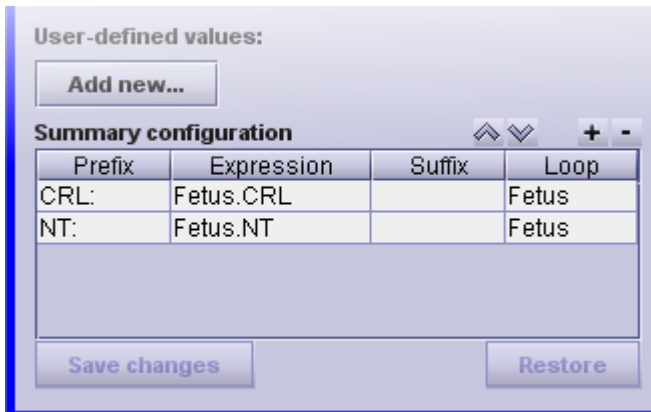 User-defined values:
Add new...
Summary configuration + -
Prefix Expression Suffix Loop
CRL: Fetus.CRL Fetus
NT: Fetus.NT Fetus
Save changes Restore